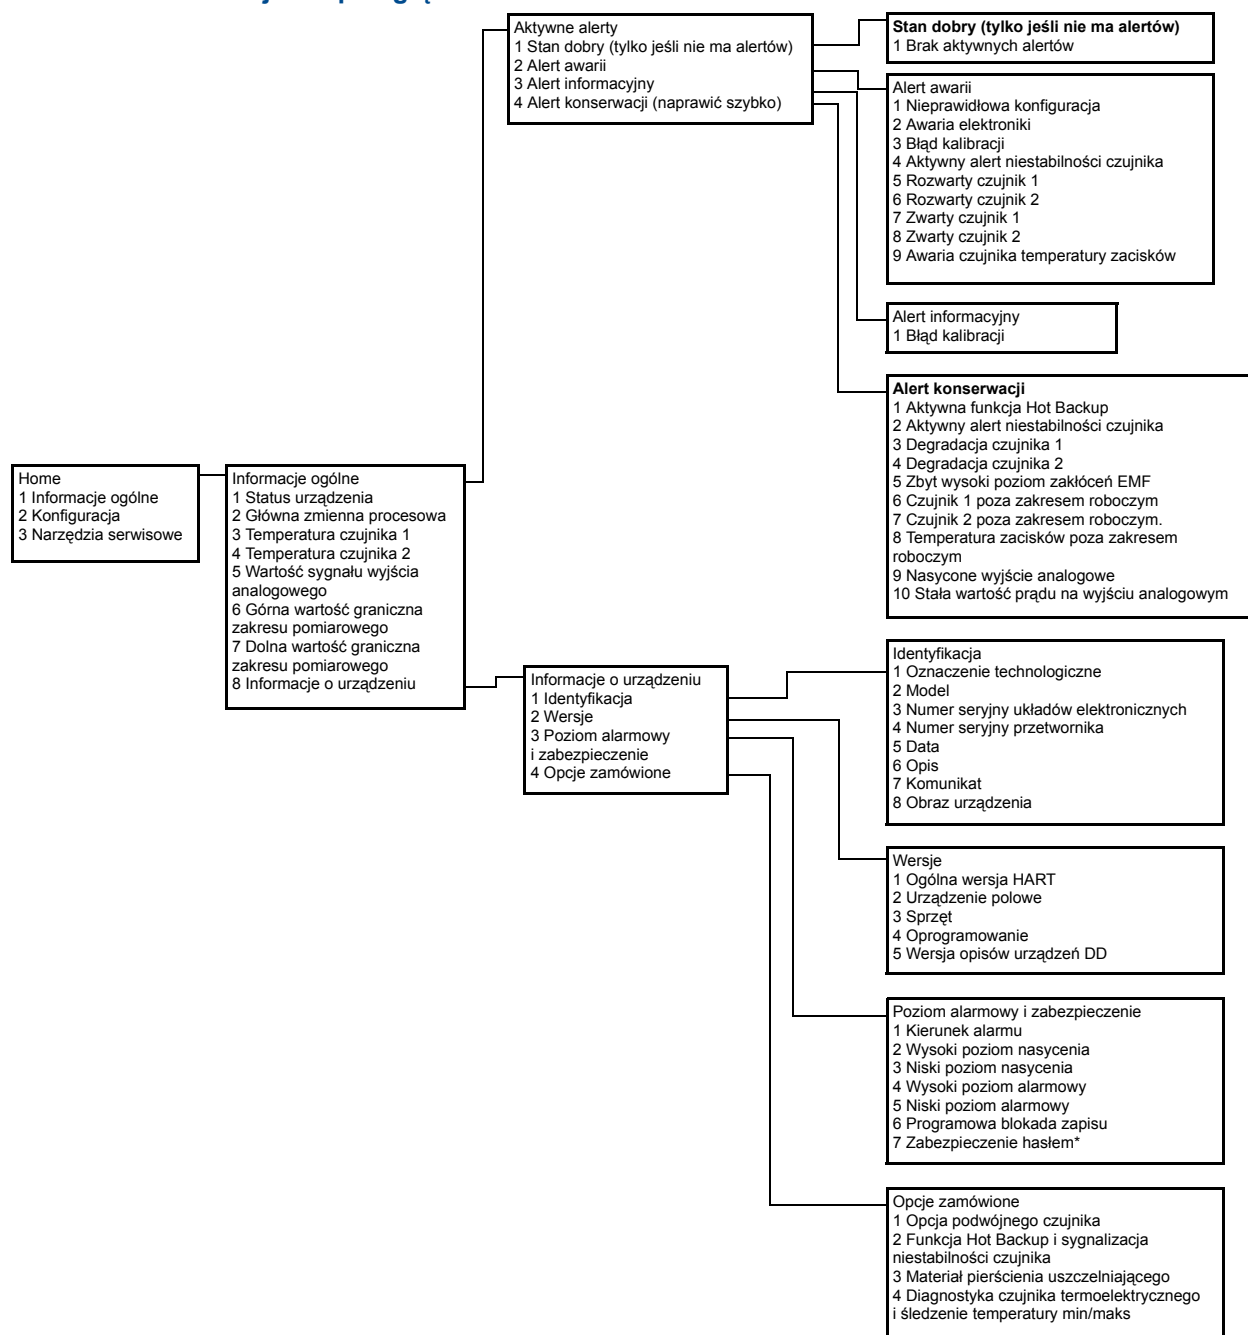 Home
1 Informacje ogólne
2 Konfiguracja
3 Narzędzia serwisowe
Informacje ogólne
1 Status urządzenia
2 Główna zmienna procesowa
3 Temperatura czujnika 1
4 Temperatura czujnika 2
5 Wartość sygnału wyjścia
analogowego
6 Górna wartość graniczna
zakresu pomiarowego
7 Dolna wartość graniczna
zakresu pomiarowego
8 Informacje o urządzeniu
Aktywne alerty
1 Stan dobry (tylko jeśli nie ma alertów)
2 Alert awarii
3 Alert informacyjny
4 Alert konserwacji (naprawić szybko)
Stan dobry (tylko jeśli nie ma alertów)
1 Brak aktywnych alertów
Alert awarii
1 Nieprawidłowa konfiguracja
2 Awaria elektroniki
3 Błąd kalibracji
4 Aktywny alert niestabilności czujnika
5 Rozwarty czujnik 1
6 Rozwarty czujnik 2
7 Zwarty czujnik 1
8 Zwarty czujnik 2
9 Awaria czujnika temperatury zacisków
Alert informacyjny
1 Błąd kalibracji
Alert konserwacji
1 Aktywna funkcja Hot Backup
2 Aktywny alert niestabilności czujnika
3 Degradacja czujnika 1
4 Degradacja czujnika 2
5 Zbyt wysoki poziom zakłóceń EMF
6 Czujnik 1 poza zakresem roboczym
7 Czujnik 2 poza zakresem roboczym.
8 Temperatura zacisków poza zakresem
roboczym
9 Nasycone wyjście analogowe
10 Stała wartość prądu na wyjściu analogowym
Informacje o urządzeniu
1 Identyfikacja
2 Wersje
3 Poziom alarmowy
i zabezpieczenie
4 Opcje zamówione
Identyfikacja
1 Oznaczenie technologiczne
2 Model
3 Numer seryjny układów elektronicznych
4 Numer seryjny przetwornika
5 Data
6 Opis
7 Komunikat
8 Obraz urządzenia
Wersje
1 Ogólna wersja HART
2 Urządzenie polowe
3 Sprzęt
4 Oprogramowanie
5 Wersja opisów urządzeń DD
Poziom alarmowy i zabezpieczenie
1 Kierunek alarmu
2 Wysoki poziom nasycenia
3 Niski poziom nasycenia
4 Wysoki poziom alarmowy
5 Niski poziom alarmowy
6 Programowa blokada zapisu
7 Zabezpieczenie hasłem*
Opcje zamówione
1 Opcja podwójnego czujnika
2 Funkcja Hot Backup i sygnalizacja
niestabilności czujnika
3 Materiał pierścienia uszczelniającego
4 Diagnostyka czujnika termoelektrycznego
i śledzenie temperatury min/maks